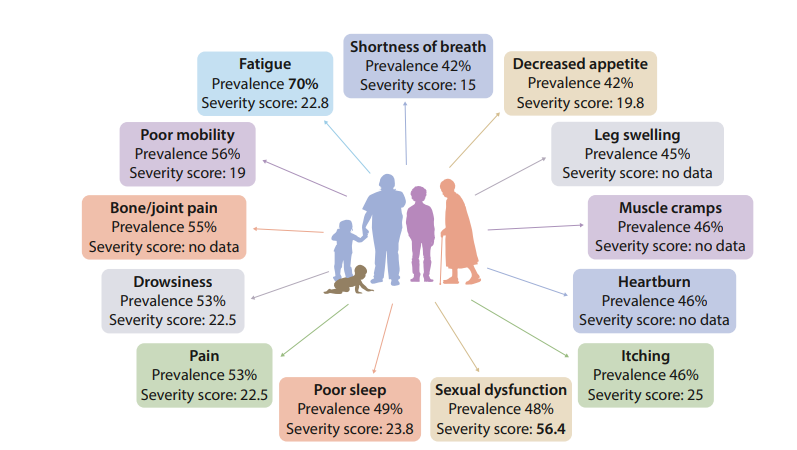 Shortness of breath
Prevalence 42%
Severity score: 15
Fatigue
Prevalence 70%
Severity score: 22.8
Decreased appetite
Prevalence 42%
Severity score: 19.8
Poor mobility
Prevalence 56%
Severity score: 19
Leg swelling
Prevalence 45%
Severity score: no data
Bone/joint pain
Prevalence 55%
Severity score: no data
Muscle cramps
Prevalence 46%
Severity score: no data
Drowsiness
Prevalence 53%
Severity score: 22.5
Heartburn
Prevalence 46%
Severity score: no data
Pain
Prevalence 53%
Severity score: 22.5
Itching
Prevalence 46%
Severity score: 25
Poor sleep
Prevalence 49%
Severity score: 23.8
Sexual dysfunction
Prevalence 48%
Severity score: 56.4